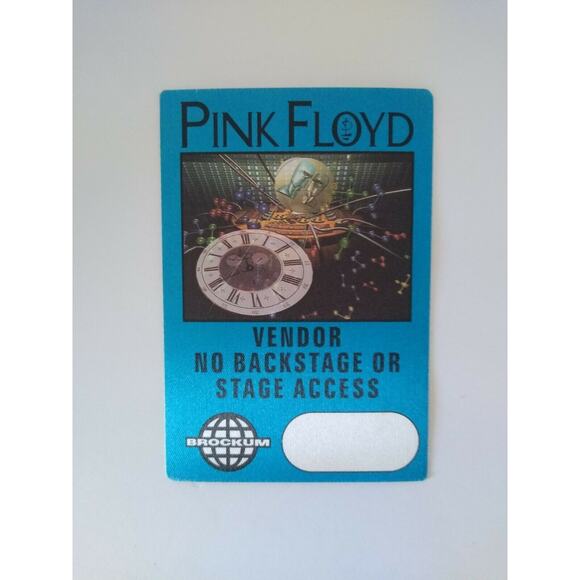 PINK FLOYD
VENDOR
NO BACKSTAGE OR
STAGE ACCESS
BROCKUM